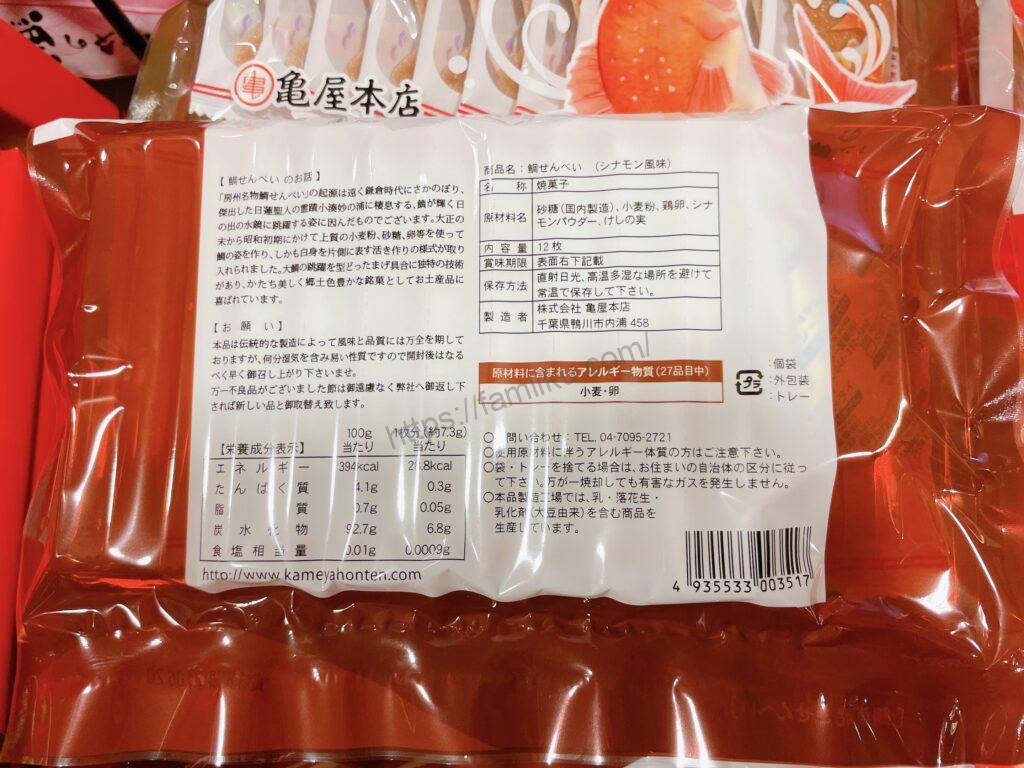 亀屋本店
【鯛せんべい のお話】
「房州名物鯛せんべい」の起源は遠く鎌倉時代にさかのぼり、
傑出した日蓮聖人の霊蹟小湊妙の浦に棲息する、鯛が輝く日
の出の水鏡に跳躍する姿に因んだものでございます。大正の
末から昭和初期にかけて上質の小麦粉、砂糖、卵等を使って
鯛の姿を作り、しかも白身を片側に表す活き作りの様式が取り
入れられました。大鯛の跳躍を型どったまげ具合に独特の技術
があり、かたち美しく郷土色豊かな銘菓としてお土産品に
喜ばれています。
【お 願 い】
本品は伝統的な製造によって風味と品質には万全を期して
おりますが、何分湿気を含み易い性質ですので開封後はなる
べく早く御召し上がり下さいませ。
万一不良品がございました節は御遠慮なく弊社へ御返し下
されば新しい品と御取替え致します。
【栄養成分表示】 100g当たり 1枚分(約7.3g)当たり
エネルギー 394kcal 28.8kcal
たんぱく質 4.1g 0.3g
脂質 0.7g 0.05g
炭水化物 92.7g 6.8g
食塩相当量 0.01g 0.0009g
http://www.kameyahonten.com
商品名:鯛せんべい (シナモン風味)
名称 焼菓子
原材料名 砂糖(国内製造)、小麦粉、鶏卵、シナ
モンパウダー、けしの実
内容量 12枚
賞味期限 表面右下記載
保存方法 直射日光、高温多湿な場所を避けて
常温で保存して下さい。
製造者 株式会社 亀屋本店
千葉県鴨川市内浦 458
原材料に含まれるアレルギー物質(27品目中)
小麦・卵
プラ
:個袋
:外包装
:トレー
〇お問い合わせ:TEL. 04-7095-2721
〇使用原材料に伴うアレルギー体質の方はご注意下さい。
〇袋・トレーを捨てる場合は、お住まいの自治体の区分に従っ
て下さい。万が一焼却しても有害なガスを発生しません。
〇本品製造工場では、乳・落花生・
乳化剤(大豆由来)を含む商品を
生産しています。
4 935533 003517